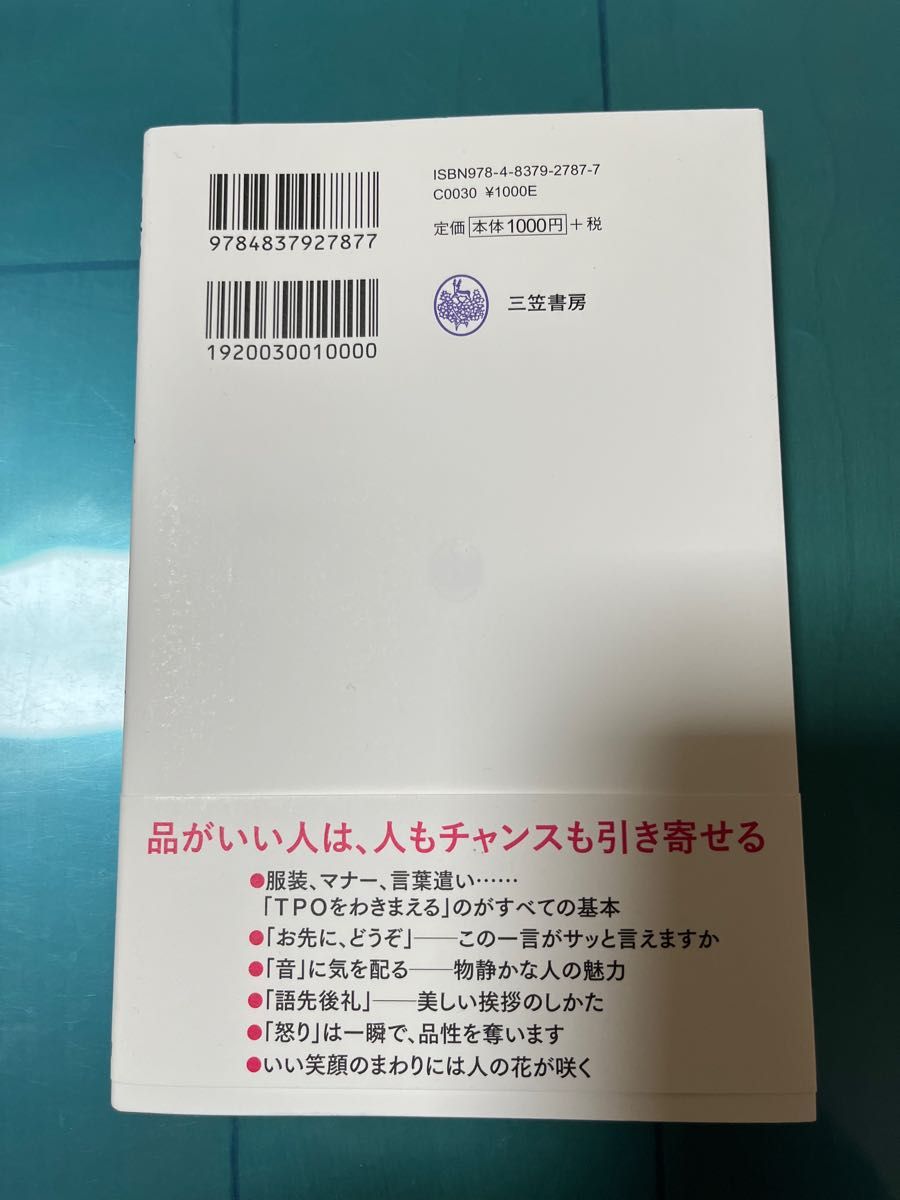 ISBN978-4-8379-2787-7
C0030 ¥1000E
定価 本体1000円+税
9784837927877
1920030010000
三笠書房
品がいい人は、人もチャンスも引き寄せる
●服装、マナー、言葉遣い……
「TPOをわきまえる」のがすべての基本
●「お先に、どうぞ」──この一言がサッと言えますか
●「音」に気を配る──物静かな人の魅力
●「語先後礼」──美しい挨拶のしかた
●「怒り」は一瞬で、品性を奪います
●いい笑顔のまわりには人の花が咲く